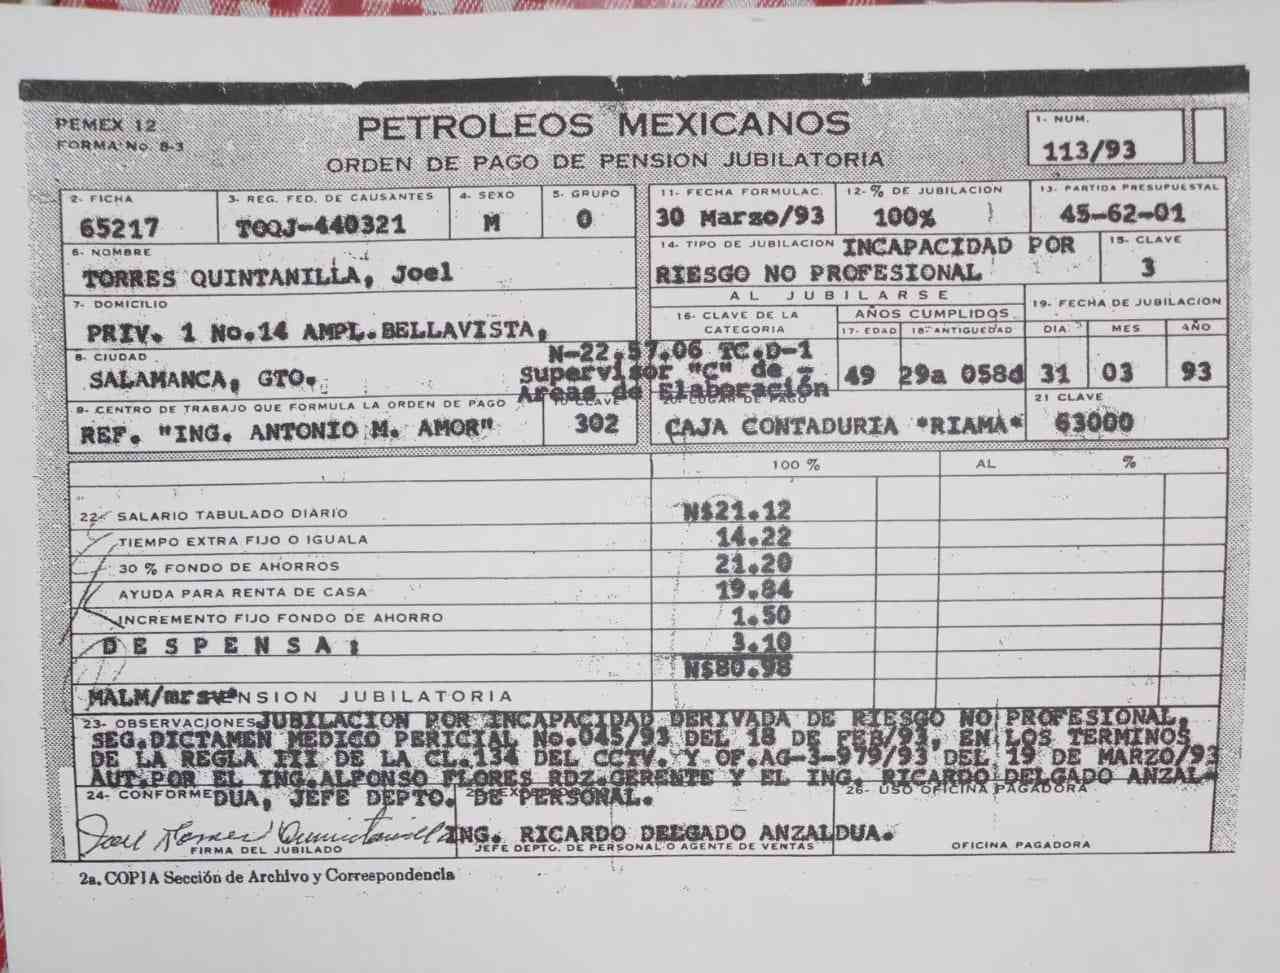 PEMEX 12
FORMA No. 8-3
PETROLEOS MEXICANOS
ORDEN DE PAGO DE PENSION JUBILATORIA
1- NUM.
113/93
2- FICHA
65217
3- REG. FED. DE CAUSANTES
TOQJ-440321
4- SEXO
M
5- GRUPO
0
6- NOMBRE
TORRES QUINTANILLA, Joel
7- DOMICILIO
PRIV. 1 No.14 AMPL.BELLAVISTA,
8- CIUDAD
SALAMANCA, GTO.
9- CENTRO DE TRABAJO QUE FORMULA LA ORDEN DE PAGO
REF. "ING. ANTONIO M. AMOR"
10- CLAVE
302
11- FECHA FORMULAC.
30 Marzo/93
12-% DE JUBILACION
100%
13- PARTIDA PRESUPUESTAL
45-62-01
14- TIPO DE JUBILACION INCAPACIDAD POR
RIESGO NO PROFESIONAL
15- CLAVE
3
AL JUBILARSE
16- CLAVE DE LA
CATEGORIA
N-22.57.06 TC.D-1
Supervisor "C" de -
Areas de Elaboración
AÑOS CUMPLIDOS
17- EDAD
49
18- ANTIGUEDAD
29a 058d
19- FECHA DE JUBILACION
DIA MES AÑO
31 03 93
20- LUGAR DE PAGO
CAJA CONTADURIA *RIAMA*
21 CLAVE
63000
100 % AL %
22- SALARIO TABULADO DIARIO N$21.12
TIEMPO EXTRA FIJO O IGUALA 14.22
30 % FONDO DE AHORROS 21.20
AYUDA PARA RENTA DE CASA 19.84
INCREMENTO FIJO FONDO DE AHORRO 1.50
DESPENSA: 3.10
N$80.98
MALM/mrsv* NSION JUBILATORIA
23- OBSERVACIONES JUBILACION POR INCAPACIDAD DERIVADA DE RIESGO NO PROFESIONAL,
SEG.DICTAMEN MEDICO PERICIAL No.045/93 DEL 18 DE FEB/93, EN LOS TERMINOS
DE LA REGLA III DE LA CL.134 DEL CCTV. Y OF.AG-3-979/93 DEL 19 DE MARZO/93
AUT.POR EL ING.ALFONSO FLORES RDZ.GERENTE Y EL ING. RICARDO DELGADO ANZAL-
DUA, JEFE DEPTO. DE PERSONAL.
24- CONFORME
Joel Torres Quintanilla
FIRMA DEL JUBILADO
ING. RICARDO DELGADO ANZALDUA.
JEFE DEPTO. DE PERSONAL O AGENTE DE VENTAS
26- USO OFICINA PAGADORA
OFICINA PAGADORA
2a. COPIA Sección de Archivo y Correspondencia